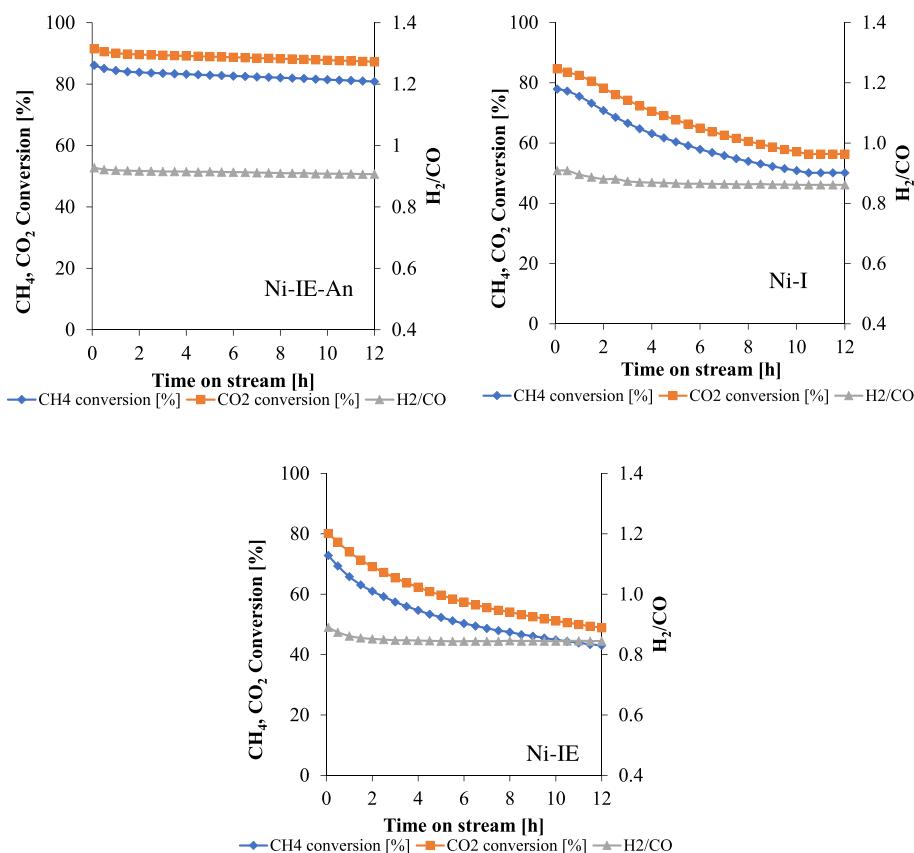 100
80
60
40
20
0
CH₄, CO₂ Conversion [%]
1.4
1.2
1
0.8
0.6
0.4
H₂/CO
Ni-IE-An
0 2 4 6 8 10 12
Time on stream [h]
CH4 conversion [%] CO2 conversion [%] H2/CO
100
80
60
40
20
0
CH₄, CO₂ Conversion [%]
1.4
1.2
1.0
0.8
0.6
0.4
H₂/CO
Ni-I
0 2 4 6 8 10 12
Time on stream [h]
CH4 conversion [%] CO2 conversion [%] H2/CO
100
80
60
40
20
0
CH₄, CO₂ Conversion [%]
1.4
1.2
1.0
0.8
0.6
0.4
H₂/CO
Ni-IE
0 2 4 6 8 10 12
Time on stream [h]
CH4 conversion [%] CO2 conversion [%] H2/CO